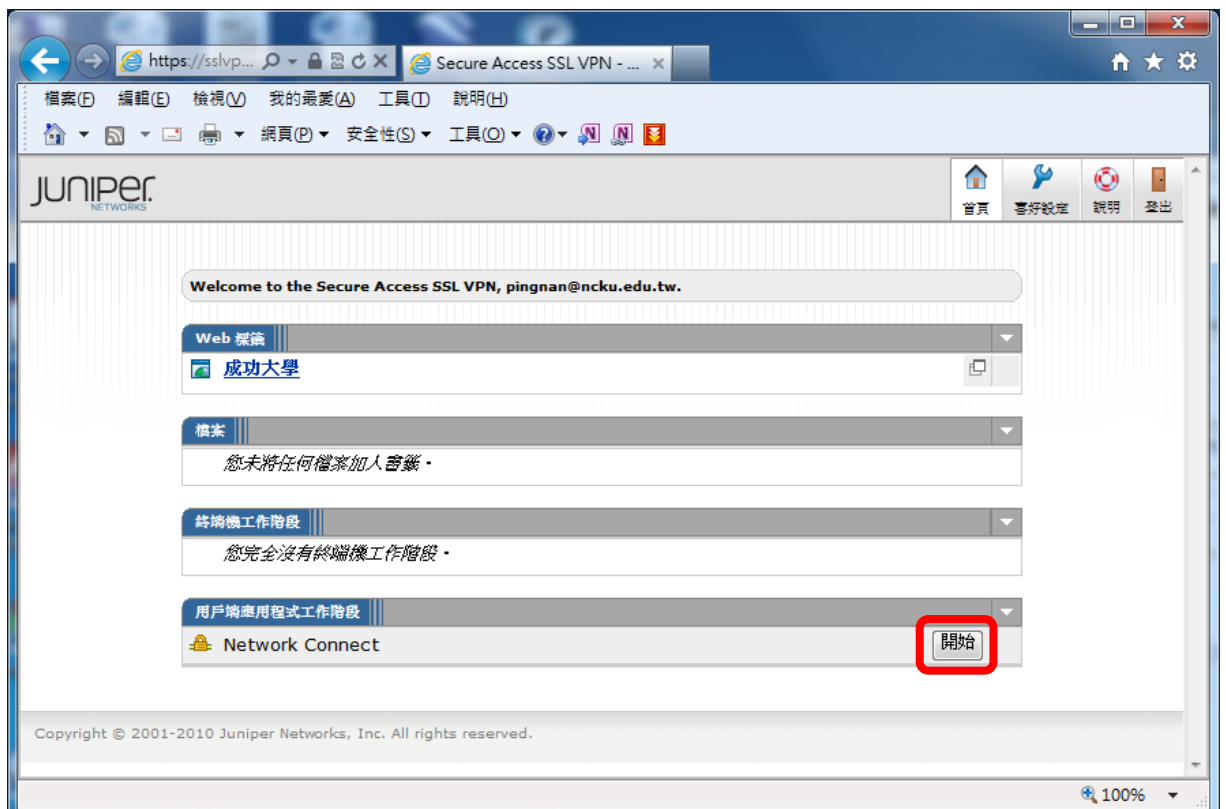 https://sslvp... Secure Access SSL VPN - ...
檔案(F) 編輯(E) 檢視(V) 我的最愛(A) 工具(T) 說明(H)
網頁(P) 安全性(S) 工具(O)
JUNIPER
NETWORKS
首頁 喜好設定 說明 登出
Welcome to the Secure Access SSL VPN, pingnan@ncku.edu.tw.
Web 標籤
成功大學
檔案
您未將任何檔案加入書籤。
終端機工作階段
您完全沒有終端機工作階段。
用戶端應用程式工作階段
Network Connect 開始
Copyright © 2001-2010 Juniper Networks, Inc. All rights reserved.
100%